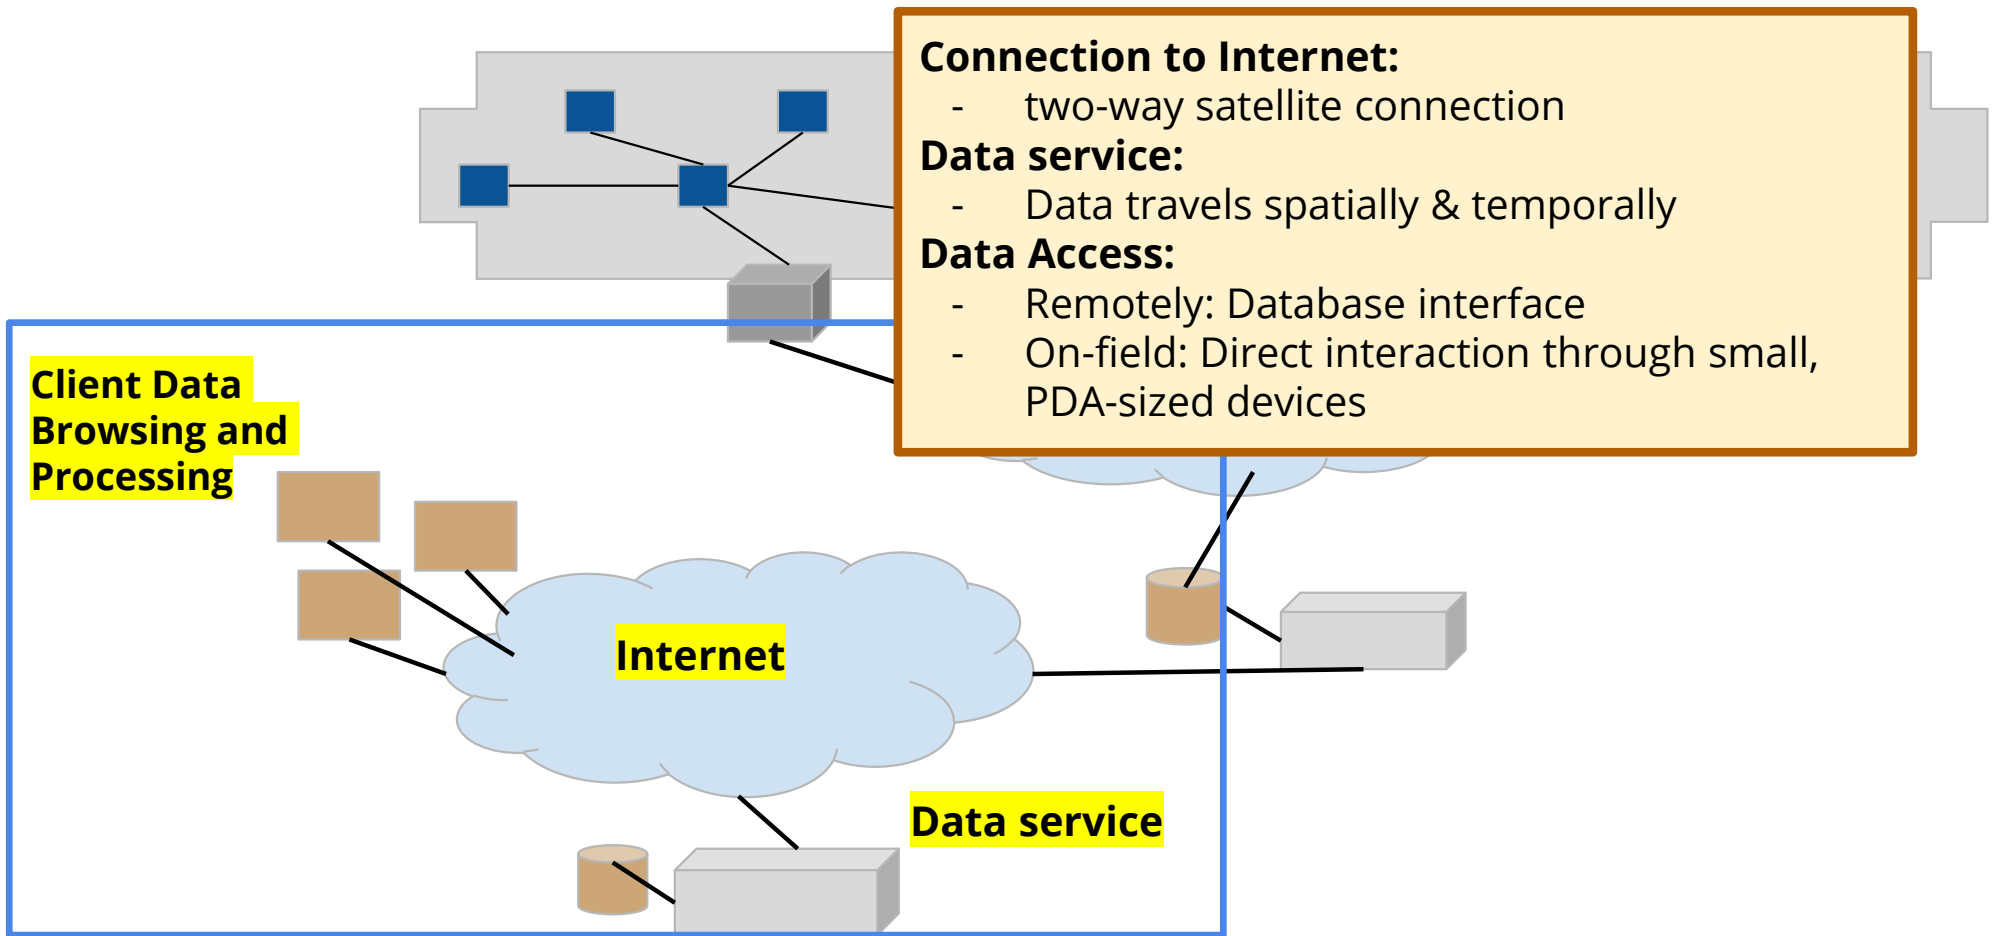 Connection to Internet:
- two-way satellite connection
Data service:
- Data travels spatially & temporally
Data Access:
- Remotely: Database interface
- On-field: Direct interaction through small,
PDA-sized devices
Client Data
Browsing and
Processing
Internet
Data service